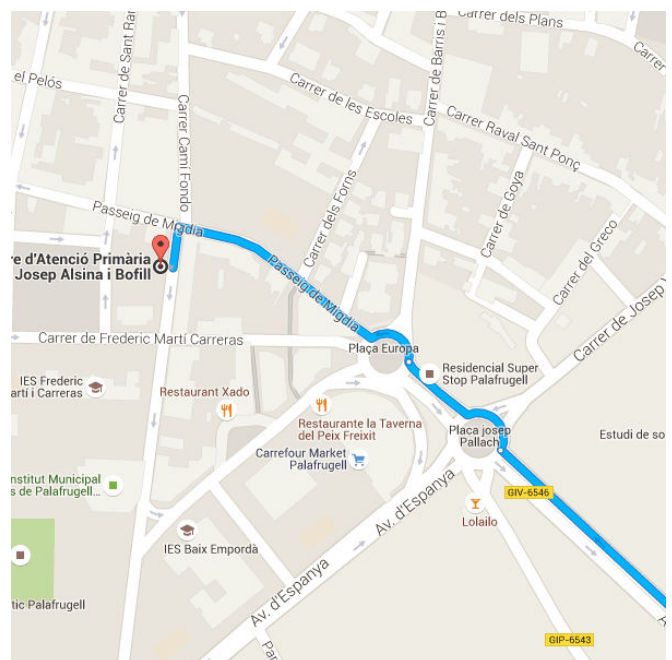 Carrer dels Plans
Carrer de Sant Ram
Carrer de Barris i B
el Pelós
Carrer Camí Fondo
Carrer de les Escoles
Carrer Raval Sant Ponç
Carrer de Goya
Carrer dels Forns
Passeig de Migdia
Carrer del Greco
re d'Atenció Primària
Josep Alsina i Bofill
Passeig de Migdia
Carrer de Josep
Carrer de Frederic Martí Carreras
Plaça Europa
Residencial Super
Stop Palafrugell
IES Frederic
artí i Carreras
Restaurant Xado
Restaurante la Taverna
del Peix Freixit
Placa josep
Pallach
Estudi de so
Carrefour Market
Palafrugell
nstitut Municipal
s de Palafrugell...
GIV-6546
Av. d'Espanya
Lolailo
IES Baix Empordà
tic Palafrugell
Av. d'Espanya
GIP-6543
Par
A